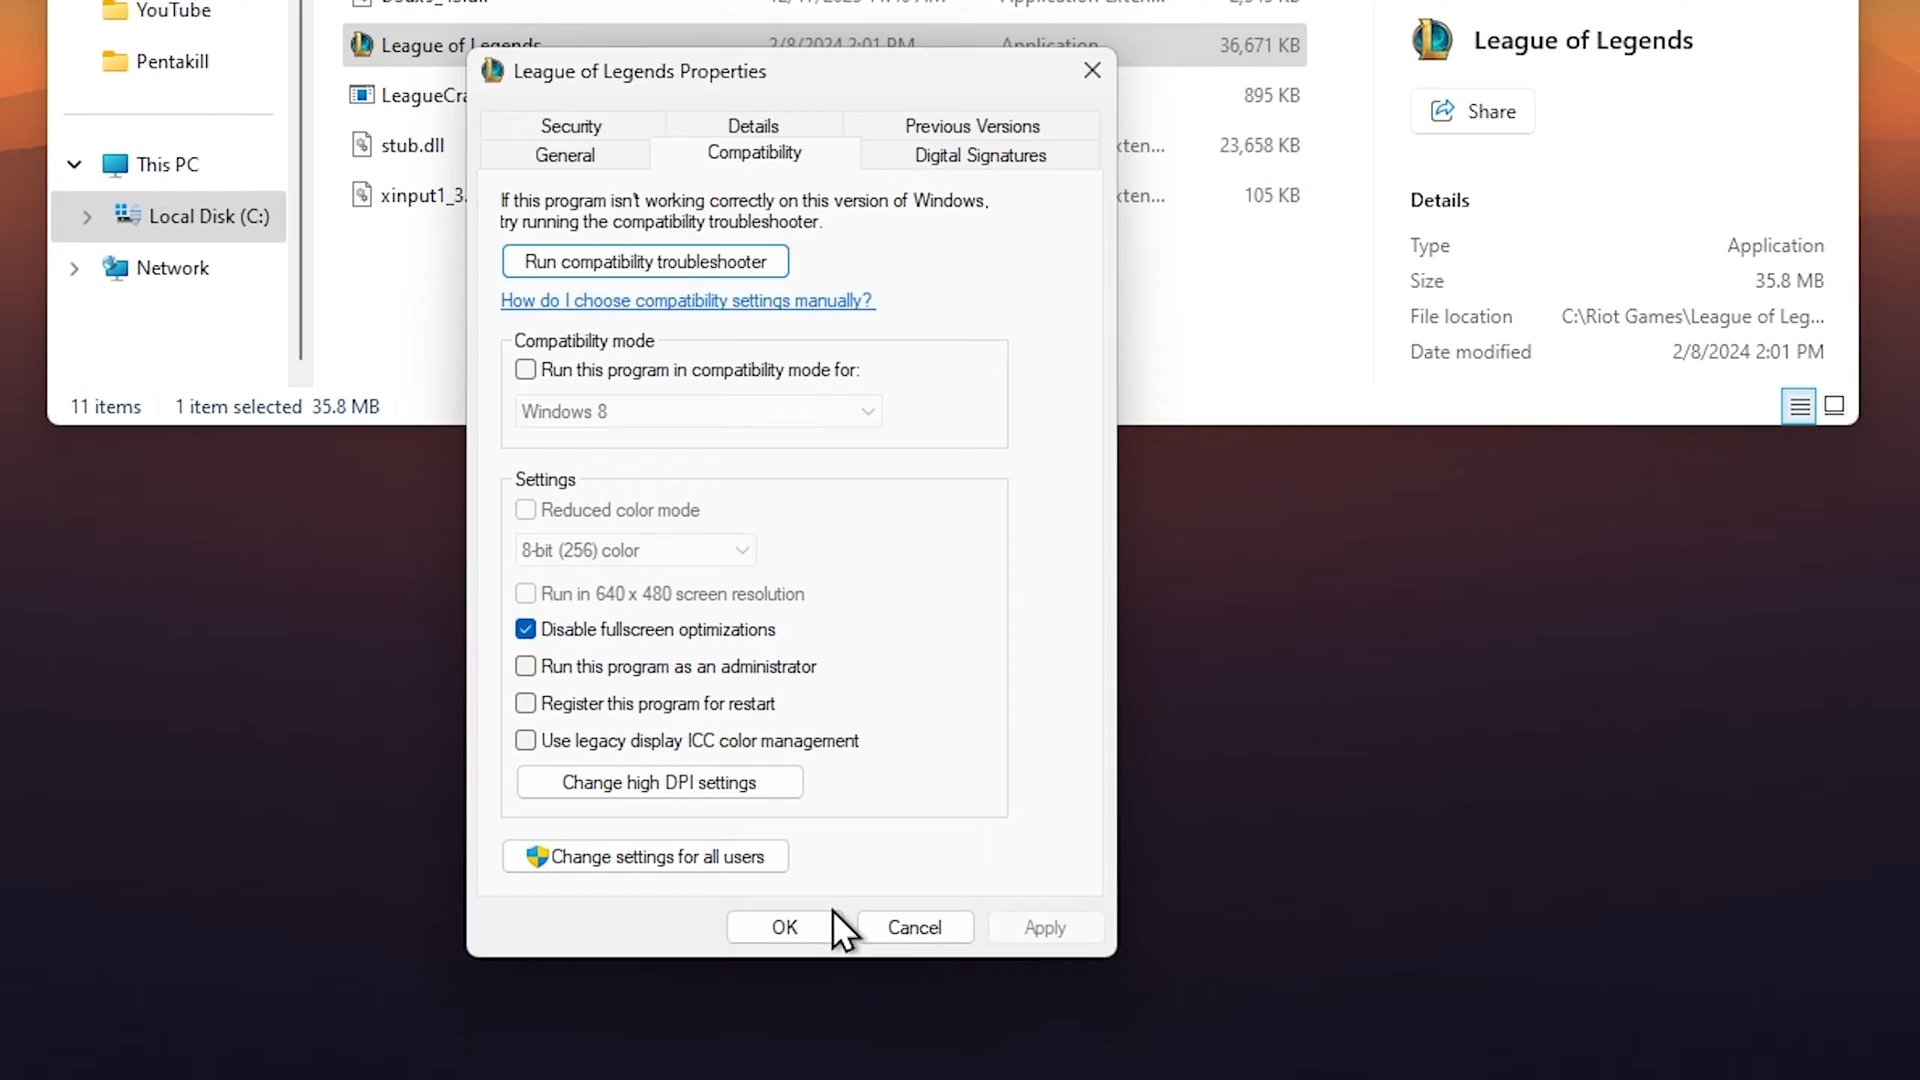 YouTube
Pentakill
This PC
Local Disk (C:)
Network
11 items
1 item selected 35.8 MB
League of Legends
2/8/2024 2:01 PM
Application
36,671 KB
LeagueCra
895 KB
stub.dll
xten...
23,658 KB
xinput1_3.
xten...
105 KB
League of Legends Properties
Security
Details
Previous Versions
General
Compatibility
Digital Signatures
If this program isn't working correctly on this version of Windows,
try running the compatibility troubleshooter.
Run compatibility troubleshooter
How do I choose compatibility settings manually?
Compatibility mode
Run this program in compatibility mode for:
Windows 8
Settings
Reduced color mode
8-bit (256) color
Run in 640 x 480 screen resolution
Disable fullscreen optimizations
Run this program as an administrator
Register this program for restart
Use legacy display ICC color management
Change high DPI settings
Change settings for all users
OK
Cancel
Apply
League of Legends
Share
Details
Type Application
Size 35.8 MB
File location C:\Riot Games\League of Leg...
Date modified 2/8/2024 2:01 PM